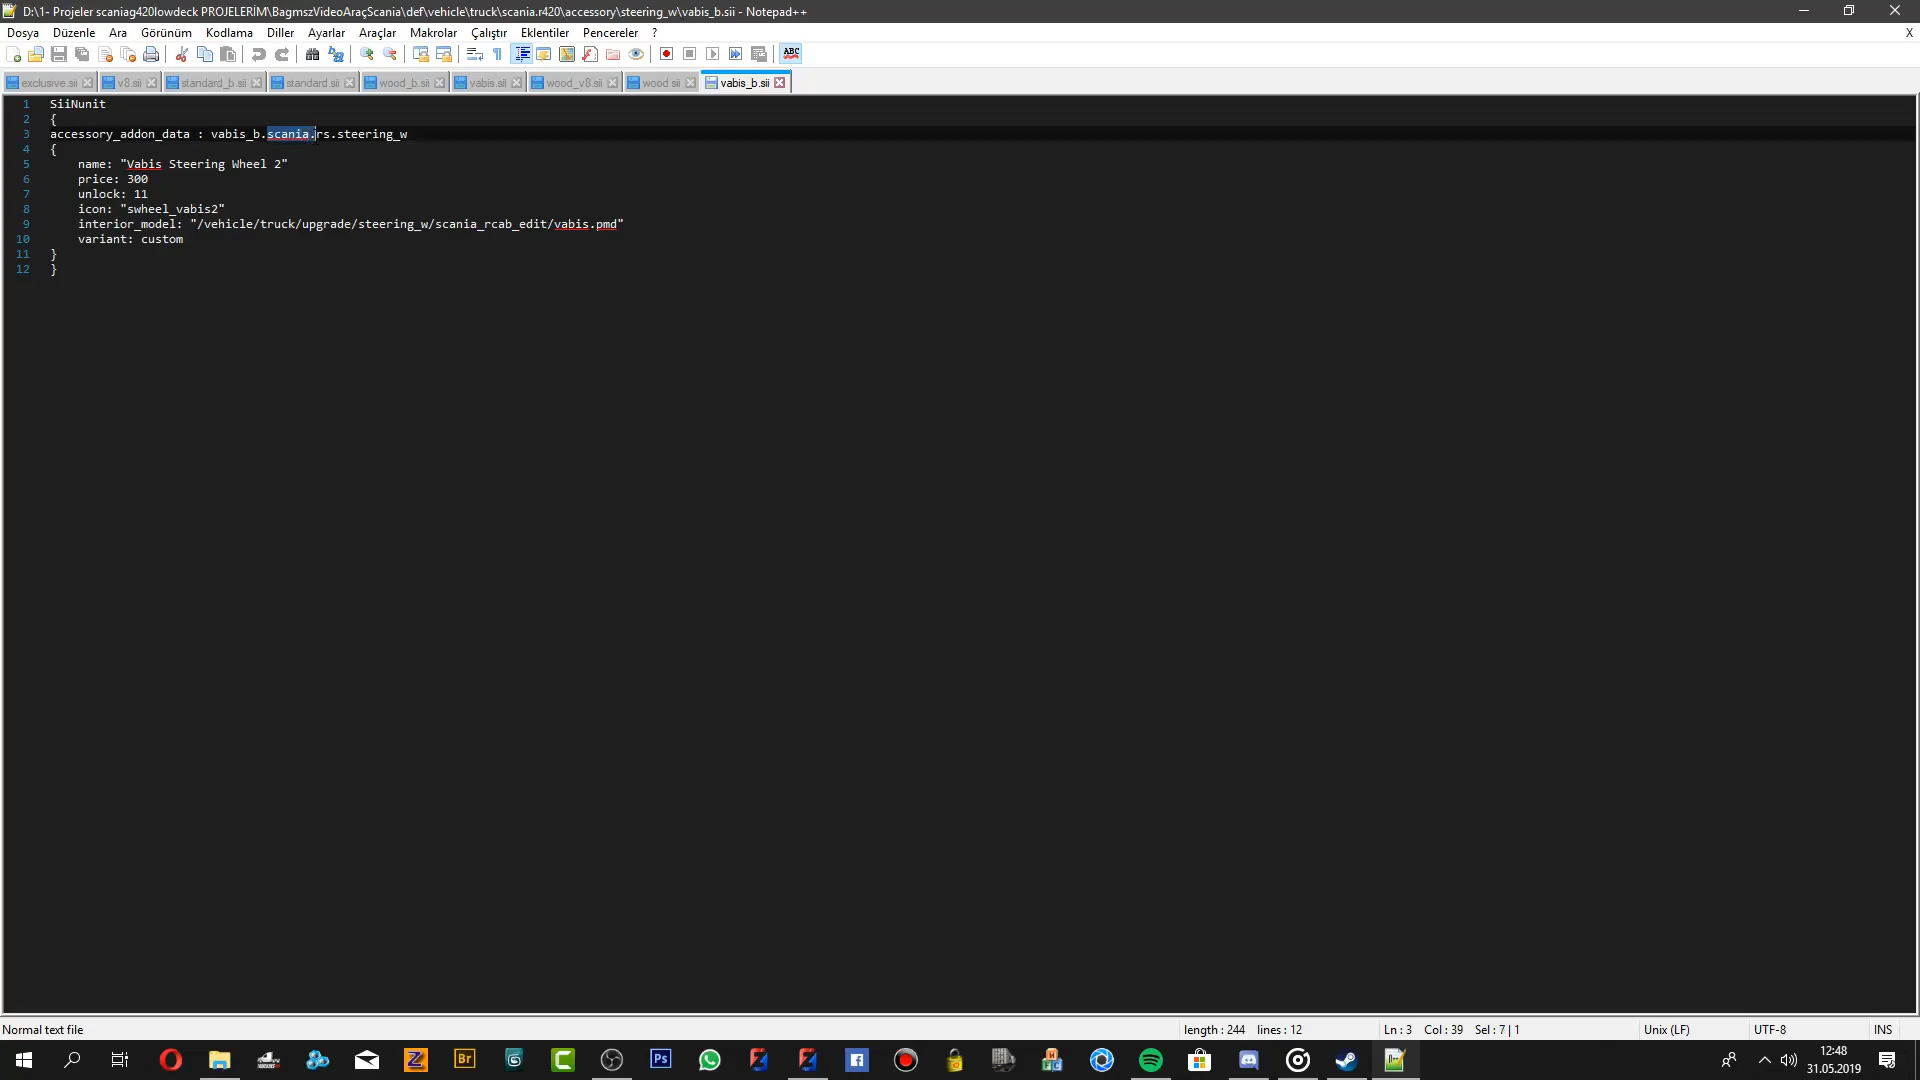 D:\1- Projeler scaniag420lowdeck PROJELERİM\BagmszVideoAraçScania\def\vehicle\truck\scania.r420\accessory\steering_w\vabis_b.sii - Notepad++
Dosya Düzenle Ara Görünüm Kodlama Diller Ayarlar Araçlar Makrolar Çalıştır Eklentiler Pencereler ? X
ABC
exclusive.sii v8.sii standard_b.sii standard.sii wood_b.sii vabis.sii wood_v8.sii wood.sii vabis_b.sii
1 SiiNunit
2 {
3 accessory_addon_data : vabis_b.scania.rs.steering_w
4 {
5 name: "Vabis Steering Wheel 2"
6 price: 300
7 unlock: 11
8 icon: "swheel_vabis2"
9 interior_model: "/vehicle/truck/upgrade/steering_w/scania_rcab_edit/vabis.pmd"
10 variant: custom
11 }
12 }
Normal text file length : 244 lines : 12 Ln : 3 Col : 39 Sel : 7 | 1 Unix (LF) UTF-8 INS
Br Ps
12:48
31.05.2019